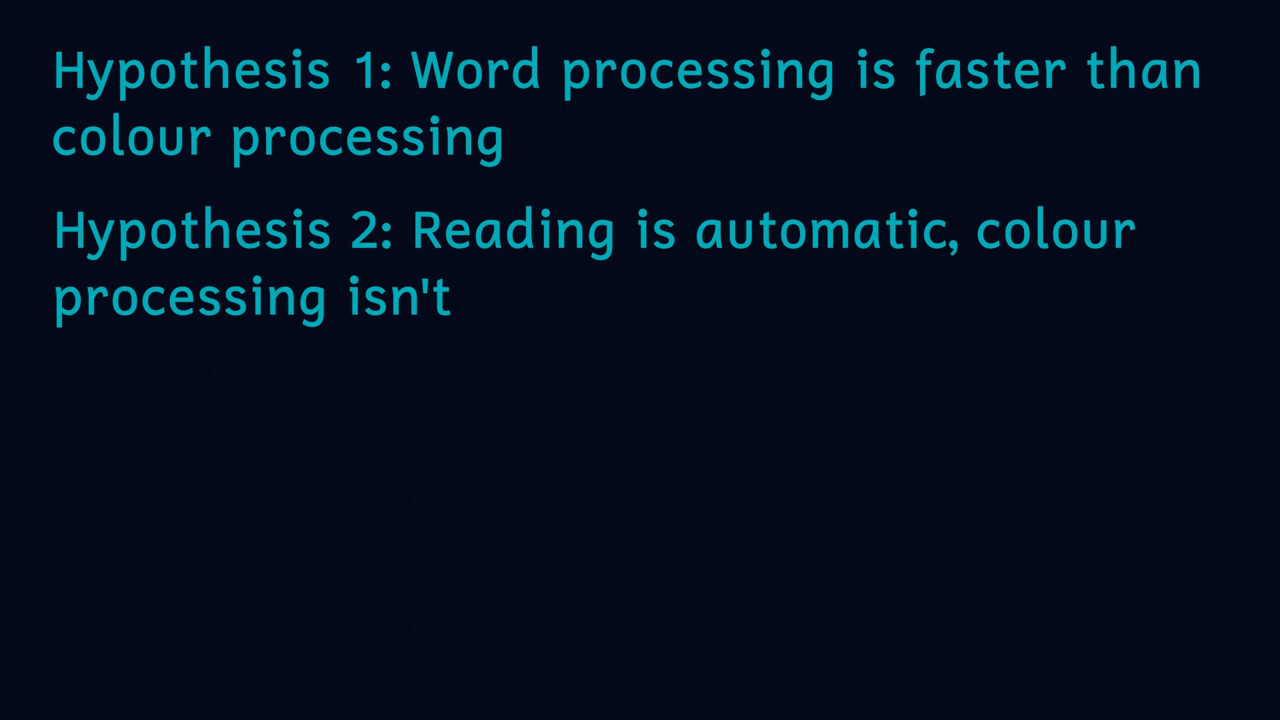 Hypothesis 1: Word processing is faster than
colour processing
Hypothesis 2: Reading is automatic, colour
processing isn't